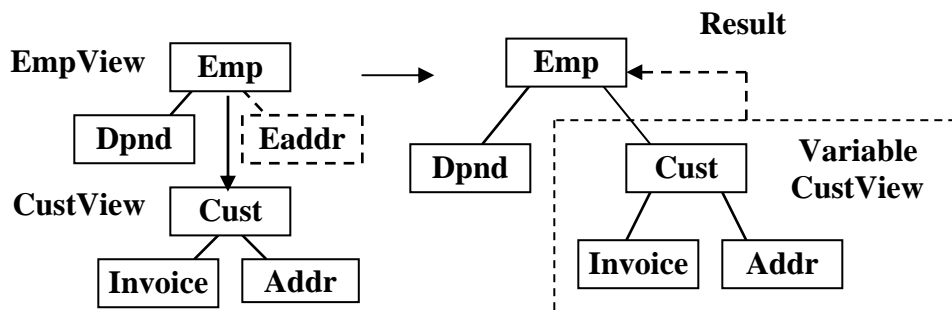 Result
EmpView
Emp
Emp
Dpnd
Eaddr
Dpnd
Cust
Variable
CustView
CustView
Cust
Invoice
Addr
Invoice
Addr